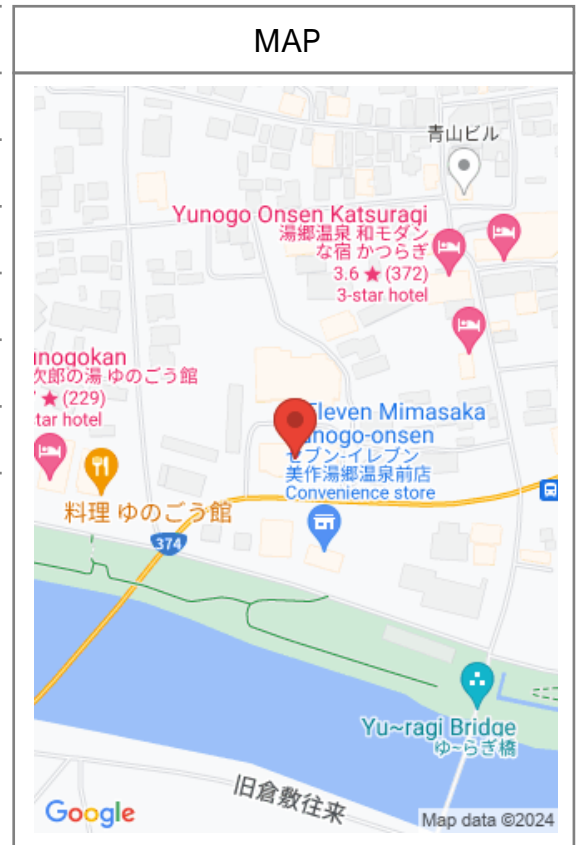 MAP
青山ビル
Yunogo Onsen Katsuragi
湯郷温泉 和モダン
な宿 かつらぎ
3.6 ★ (372)
3-star hotel
nogokan
次郎の湯 ゆのごう館
★ (229)
tar hotel
Eleven Mimasaka
nogo-onsen
セブン-イレブン
美作湯郷温泉前店
Convenience store
料理 ゆのごう館
374
Yu~ragi Bridge
ゆ~らぎ橋
旧倉敷往来
Google
Map data ©2024